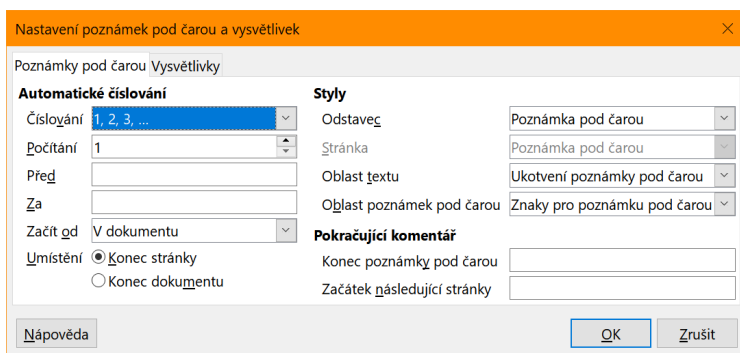 Nastavení poznámek pod čarou a vysvětlivek
Poznámky pod čarou Vysvětlivky
Automatické číslování
Číslování 1, 2, 3, ...
Počítání 1
Před
Za
Začít od V dokumentu
Umístění Konec stránky
Konec dokumentu
Styly
Odstavec Poznámka pod čarou
Stránka Poznámka pod čarou
Oblast textu Ukotvení poznámky pod čarou
Oblast poznámek pod čarou Znaky pro poznámku pod čarou
Pokračující komentář
Konec poznámky pod čarou
Začátek následující stránky
Nápověda OK Zrušit